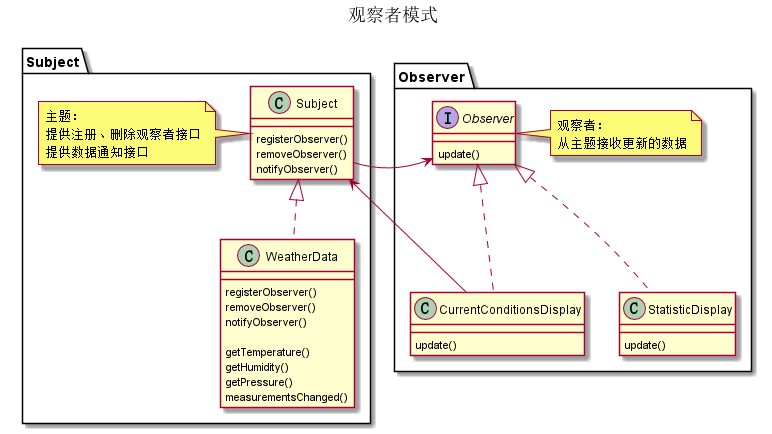 观察者模式
Subject
主题：
提供注册、删除观察者接口
提供数据通知接口
C Subject
registerObserver()
removeObserver()
notifyObserver()
C WeatherData
registerObserver()
removeObserver()
notifyObserver()
getTemperature()
getHumidity()
getPressure()
measurementsChanged()
Observer
I Observer
update()
观察者：
从主题接收更新的数据
C CurrentConditionsDisplay
update()
C StatisticDisplay
update()